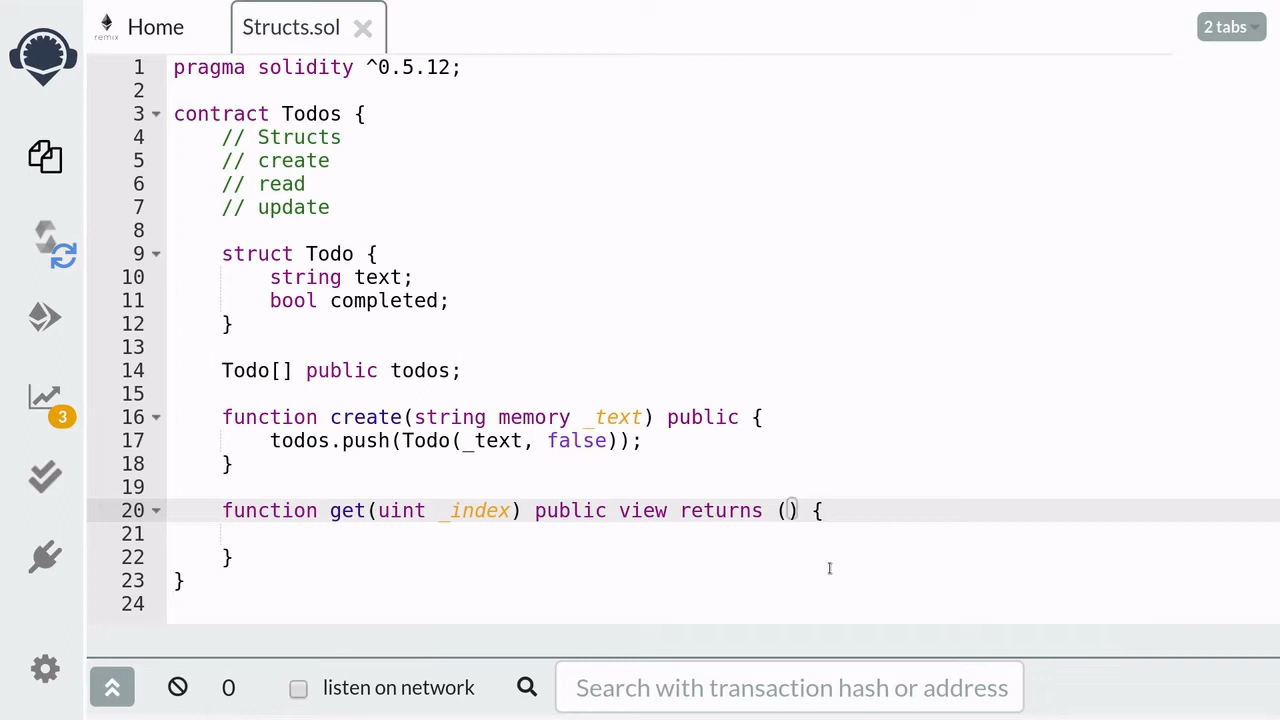 remix
Home
Structs.sol
2 tabs
1 pragma solidity ^0.5.12;
2
3 contract Todos {
4 // Structs
5 // create
6 // read
7 // update
8
9 struct Todo {
10 string text;
11 bool completed;
12 }
13
14 Todo[] public todos;
15
16 function create(string memory _text) public {
17 todos.push(Todo(_text, false));
18 }
19
20 function get(uint _index) public view returns () {
21
22 }
23 }
24
3
0
listen on network
Search with transaction hash or address